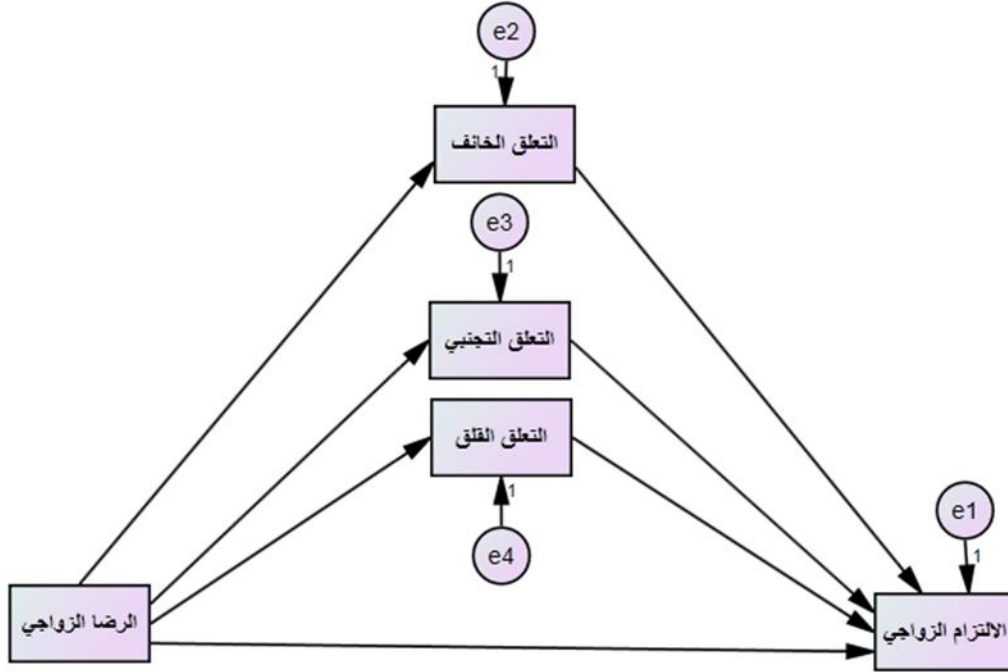 e2
1
التعلق الخائف
e3
1
التعلق التجنبي
التعلق القلق
1
e4
e1
1
الرضا الزواجي
الالتزام الزواجي